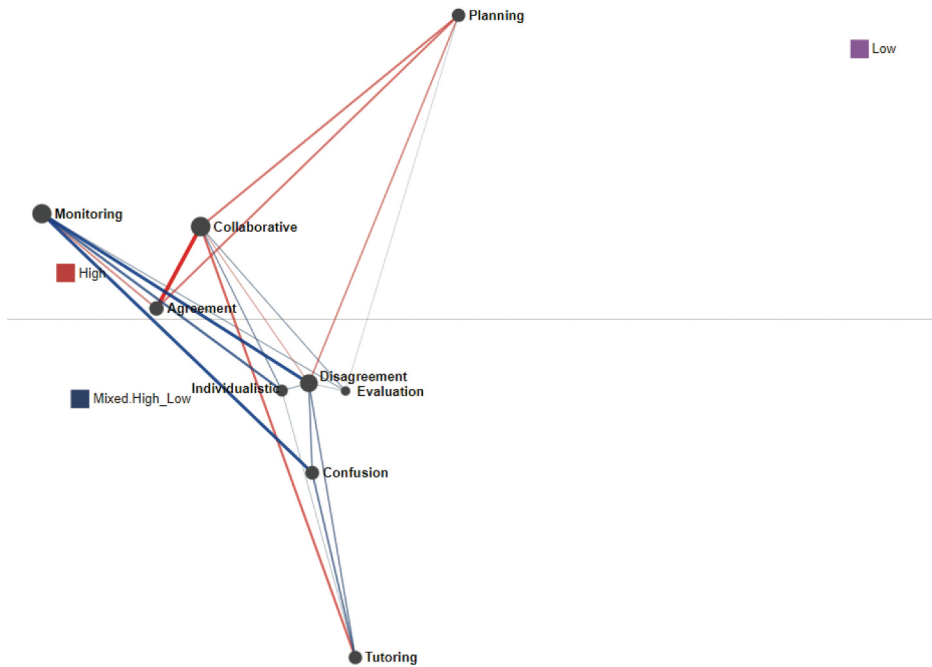 Planning
Low
Monitoring
Collaborative
High
Agreement
Disagreement
Individualistic
Evaluation
Mixed.High_Low
Confusion
Tutoring